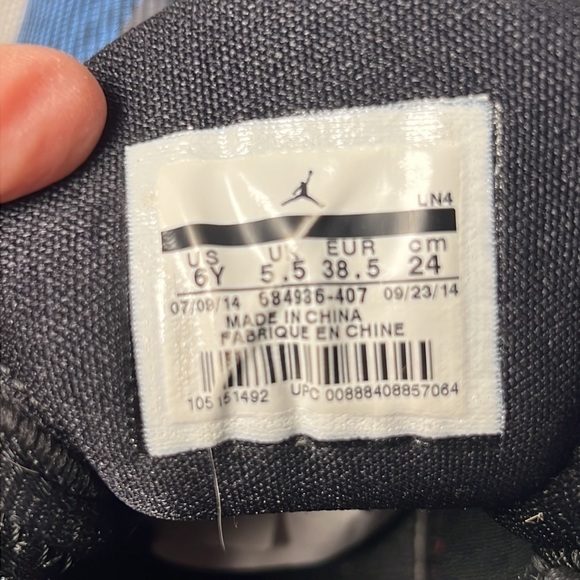 LN4
US UK EUR cm
6Y 5.5 38.5 24
07/09/14 684936-407 09/23/14
MADE IN CHINA
FABRIQUE EN CHINE
UPC 00888408857064